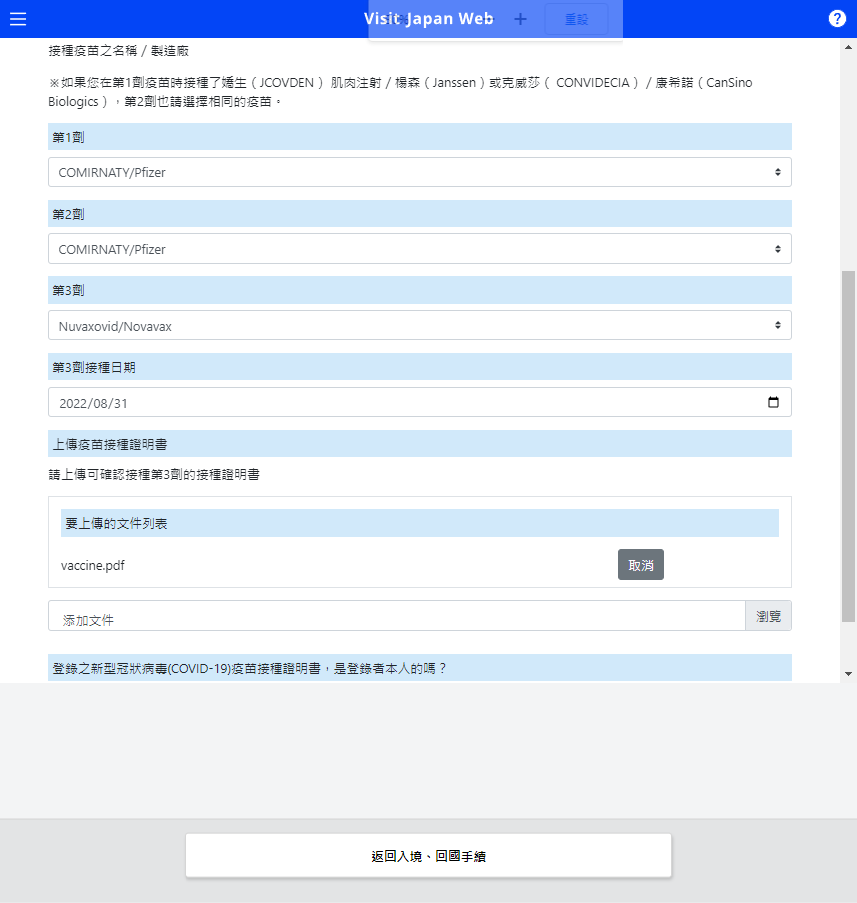 Visit Japan Web
重設
接種疫苗之名稱 / 製造廠
※如果您在第1劑疫苗時接種了嬌生（JCOVDEN ） 肌肉注射 / 楊森（Janssen ）或克威莎（ CONVIDECIA ） / 康希諾（CanSino
Biologics ），第2劑也請選擇相同的疫苗。
第1劑
COMIRNATY/Pfizer
第2劑
COMIRNATY/Pfizer
第3劑
Nuvaxovid/Novavax
第3劑接種日期
2022/08/31
上傳疫苗接種證明書
請上傳可確認接種第3劑的接種證明書
要上傳的文件列表
vaccine.pdf
取消
添加文件
瀏覽
登錄之新型冠狀病毒(COVID-19)疫苗接種證明書，是登錄者本人的嗎？
返回入境、回國手續